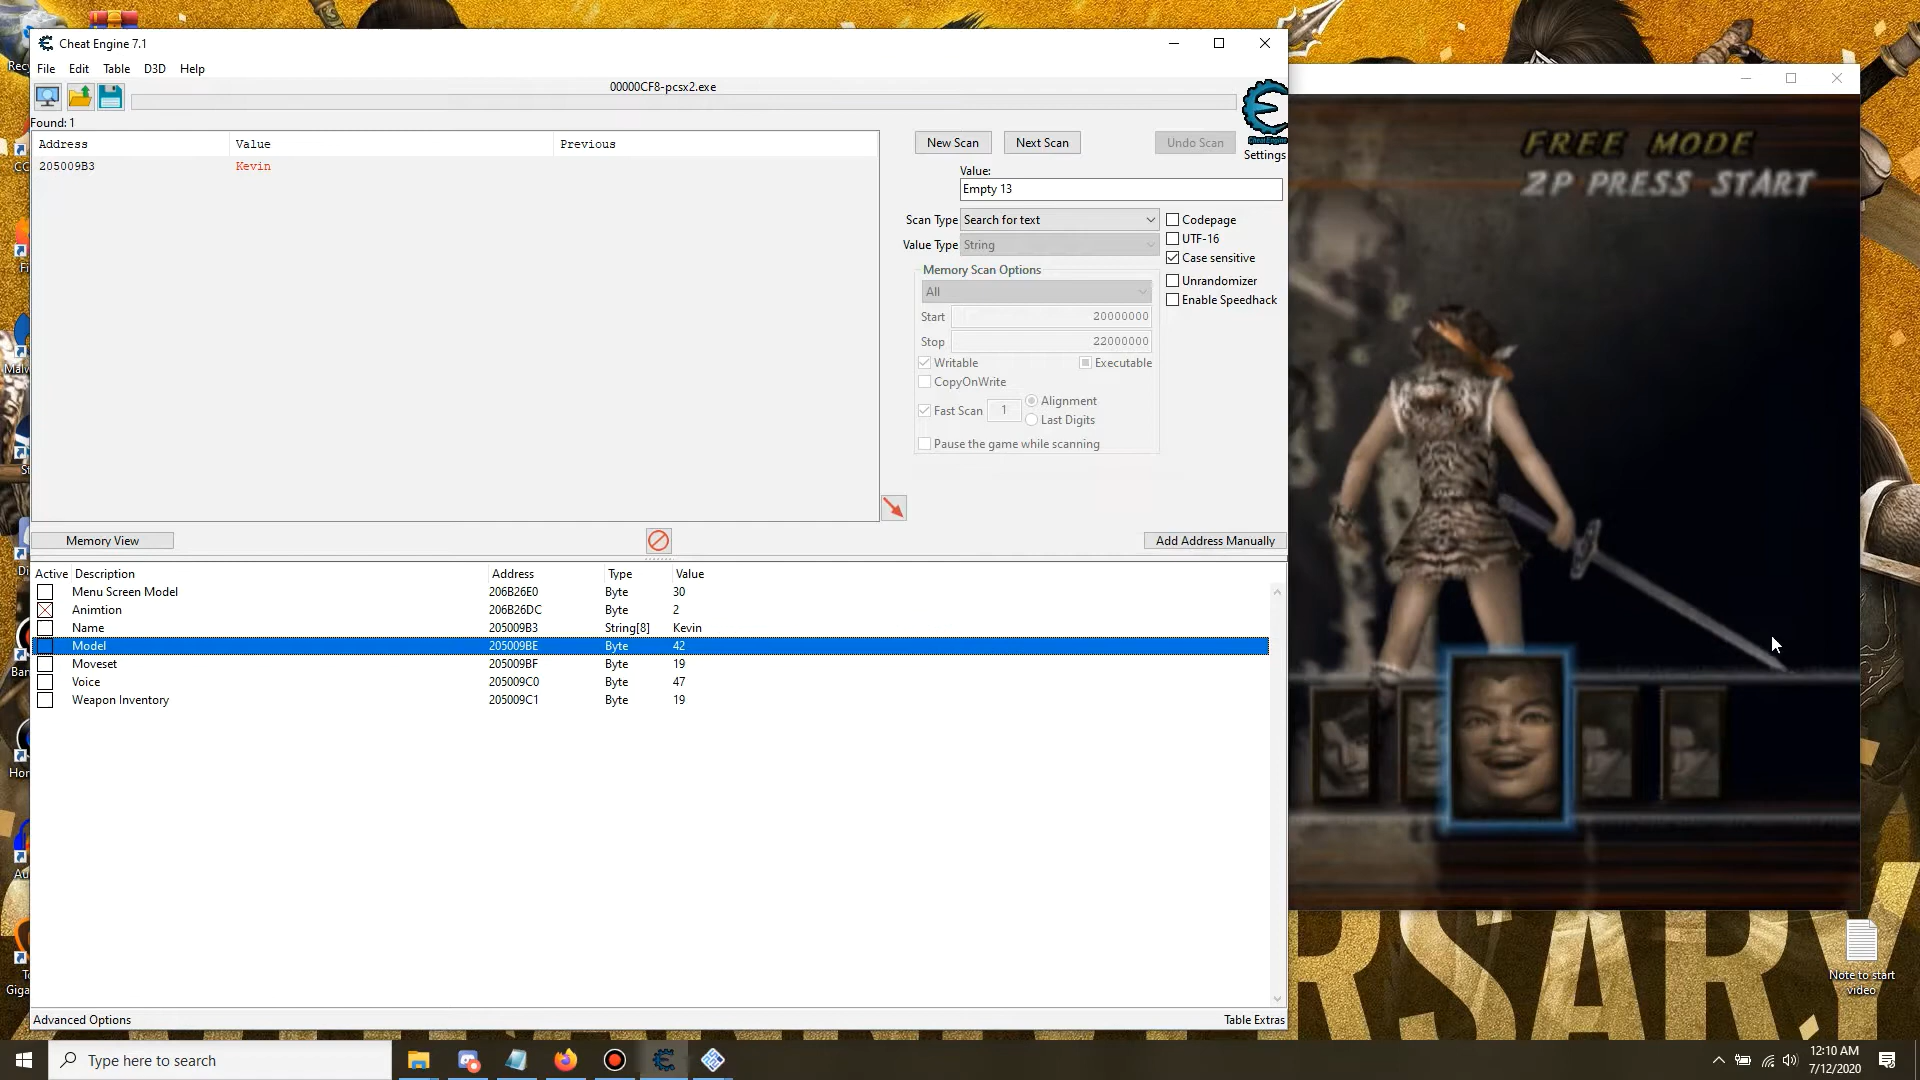 Cheat Engine 7.1
File Edit Table D3D Help
00000CF8-pcsx2.exe
Found: 1
Address Value Previous
205009B3 Kevin
New Scan Next Scan Undo Scan
Settings
Value:
Empty 13
Scan Type Search for text
Value Type String
Codepage
UTF-16
Case sensitive
Unrandomizer
Enable Speedhack
Memory Scan Options
All
Start 20000000
Stop 22000000
Writable Executable
CopyOnWrite
Fast Scan 1 Alignment
Last Digits
Pause the game while scanning
Memory View
Add Address Manually
Active Description Address Type Value
Menu Screen Model 206B26E0 Byte 30
Animtion 206B26DC Byte 2
Name 205009B3 String[8] Kevin
Model 205009BE Byte 42
Moveset 205009BF Byte 19
Voice 205009C0 Byte 47
Weapon Inventory 205009C1 Byte 19
Advanced Options Table Extras
FREE MODE
2P PRESS START
RSARY
Note to start
video
Type here to search
12:10 AM
7/12/2020